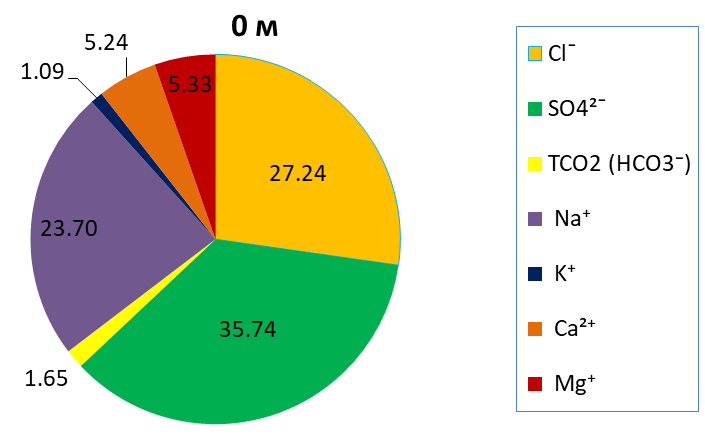 0 м
5.24
1.09
5.33
27.24
23.70
35.74
1.65
Cl⁻
SO4²⁻
TCO2 (HCO3⁻)
Na⁺
K⁺
Ca²⁺
Mg⁺